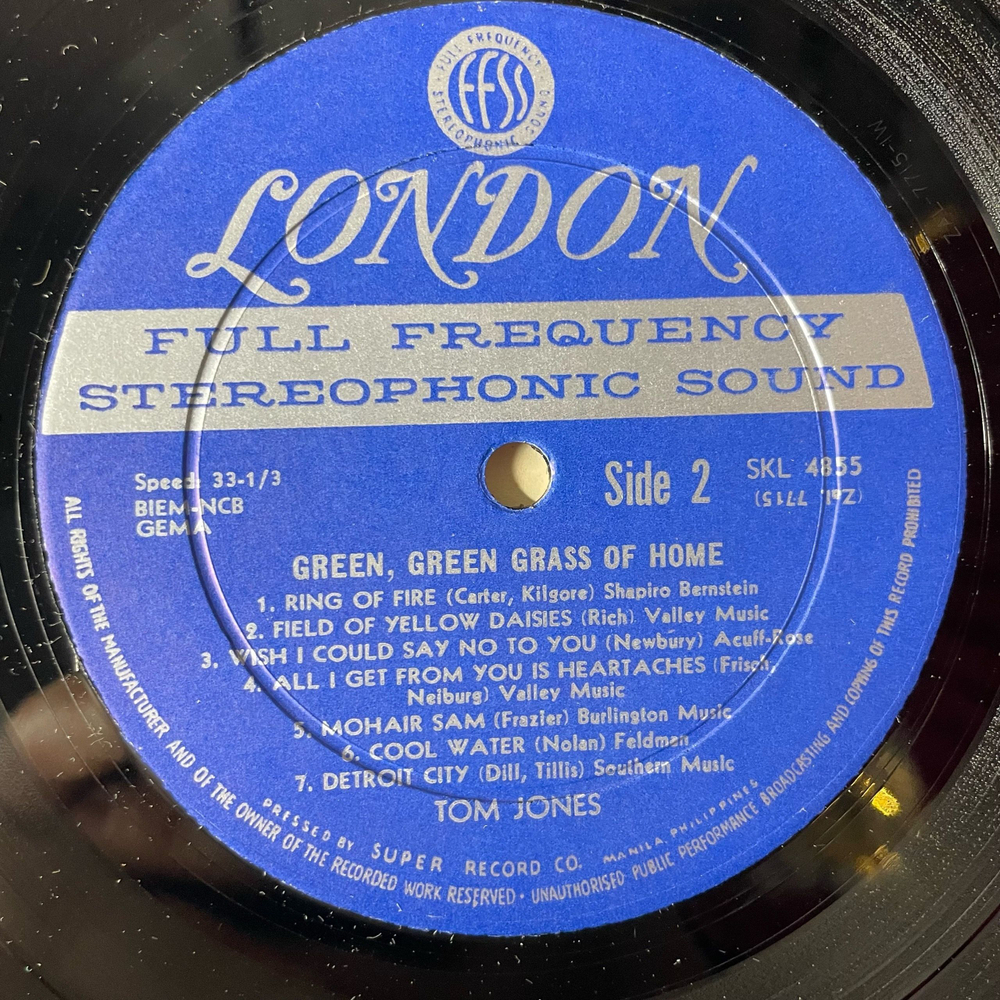 FULL FREQUENCY
FFSS
STEREOPHONIC SOUND
LONDON
FULL FREQUENCY
STEREOPHONIC SOUND
Speed: 33-1/3
BIEM-NCB
GEMA
Side 2
SKL 4855
(ZAL 7715)
GREEN, GREEN GRASS OF HOME
1. RING OF FIRE (Carter, Kilgore) Shapiro Bernstein
2. FIELD OF YELLOW DAISIES (Rich) Valley Music
3. WISH I COULD SAY NO TO YOU (Newbury) Acuff-Rose
4. ALL I GET FROM YOU IS HEARTACHES (Frisch,
Neiburg) Valley Music
5. MOHAIR SAM (Frazier) Burlington Music
6. COOL WATER (Nolan) Feldman
7. DETROIT CITY (Dill, Tillis) Southern Music
TOM JONES
PRESSED BY SUPER RECORD CO. MANILA, PHILIPPINES
ALL RIGHTS OF THE MANUFACTURER AND OF THE OWNER OF THE RECORDED WORK RESERVED · UNAUTHORISED PUBLIC PERFORMANCE BROADCASTING AND COPYING OF THIS RECORD PROHIBITED